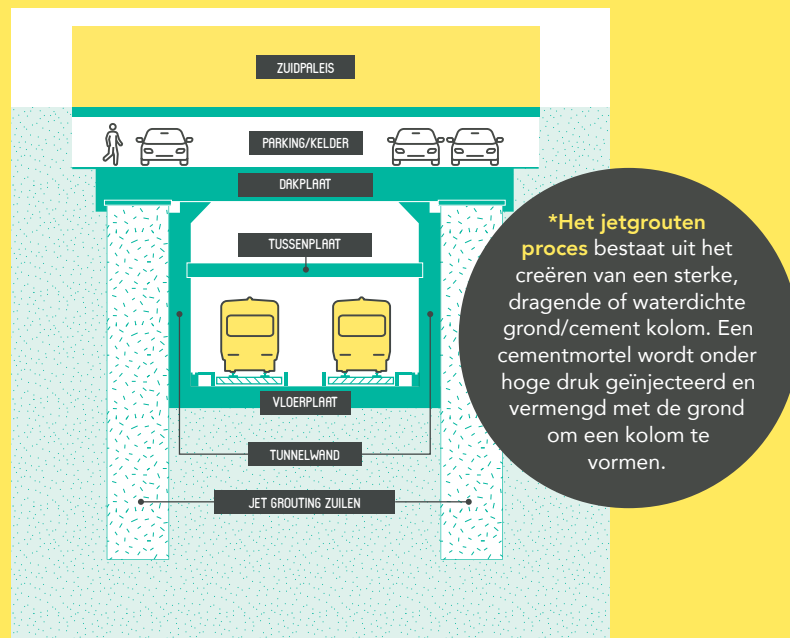 ZUIDPALEIS
PARKING/KELDER
DAKPLAAT
TUSSENPLAAT
VLOERPLAAT
TUNNELWAND
JET GROUTING ZUILEN
*Het jetgrouten
proces bestaat uit het
creëren van een sterke,
dragende of waterdichte
grond/cement kolom. Een
cementmortel wordt onder
hoge druk geïnjecteerd en
vermengd met de grond
om een kolom te
vormen.